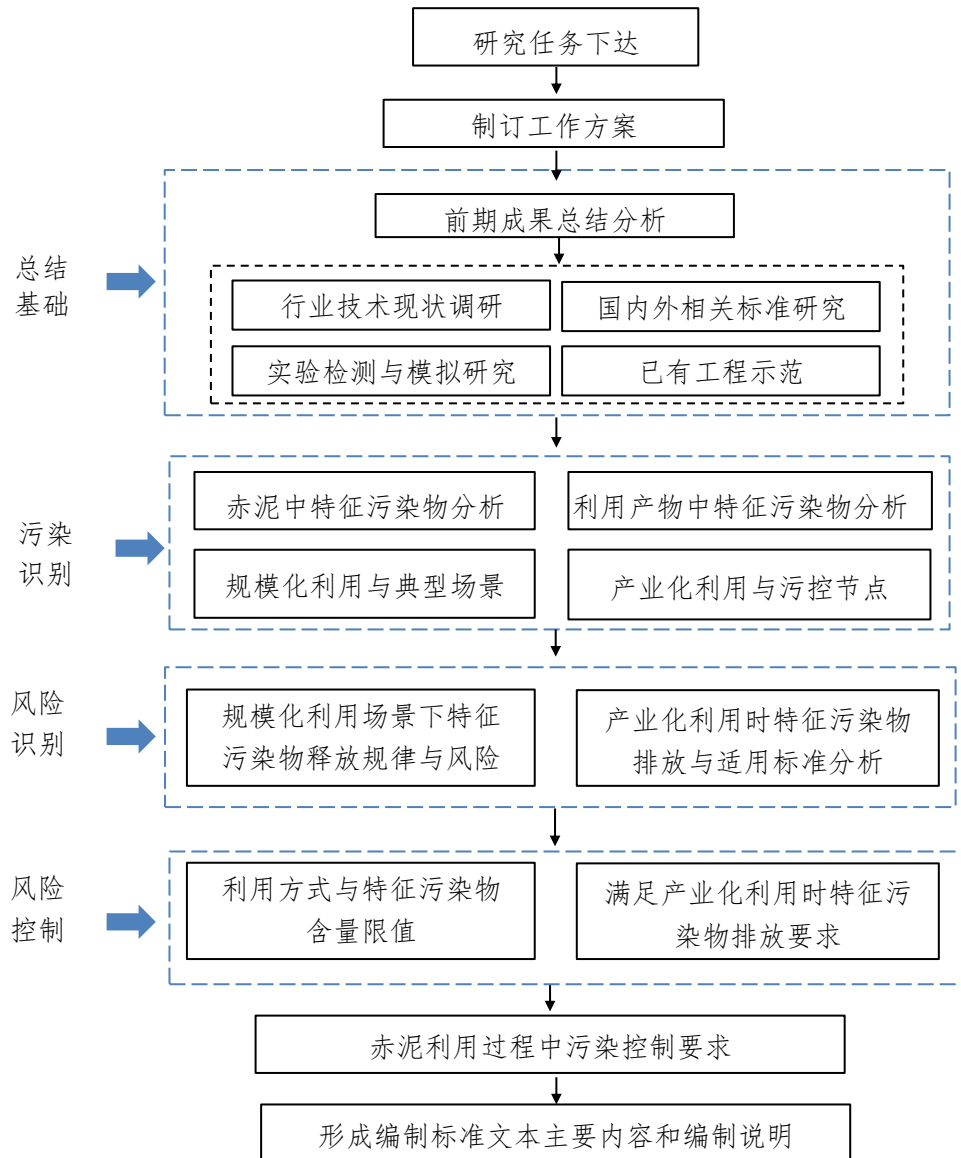 研究任务下达
制订工作方案
前期成果总结分析
总结
基础
行业技术现状调研
国内外相关标准研究
实验检测与模拟研究
已有工程示范
污染
识别
赤泥中特征污染物分析
利用产物中特征污染物分析
规模化利用与典型场景
产业化利用与污控节点
风险
识别
规模化利用场景下特征
污染物释放规律与风险
产业化利用时特征污染物
排放与适用标准分析
风险
控制
利用方式与特征污染物
含量限值
满足产业化利用时特征污
染物排放要求
赤泥利用过程中污染控制要求
形成编制标准文本主要内容和编制说明